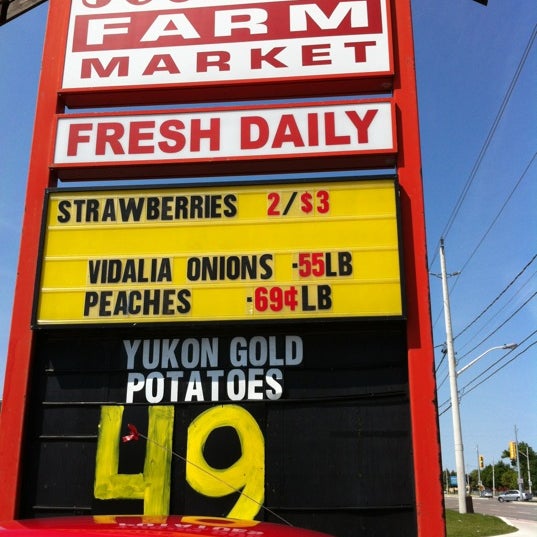 FARM
MARKET
FRESH DAILY
STRAWBERRIES 2/$3
VIDALIA ONIONS .55LB
PEACHES .69¢LB
YUKON GOLD
POTATOES
49